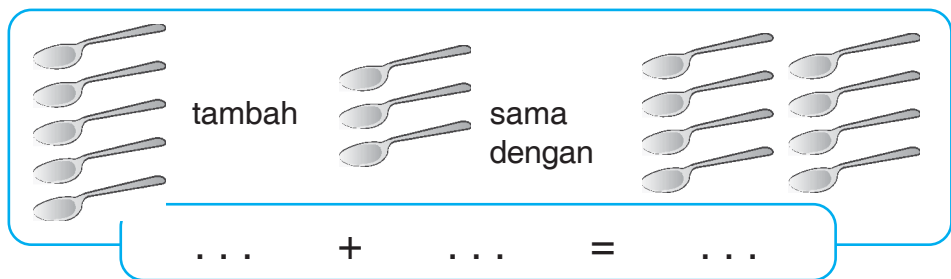 tambah
sama
dengan
. . . + . . . = . . .